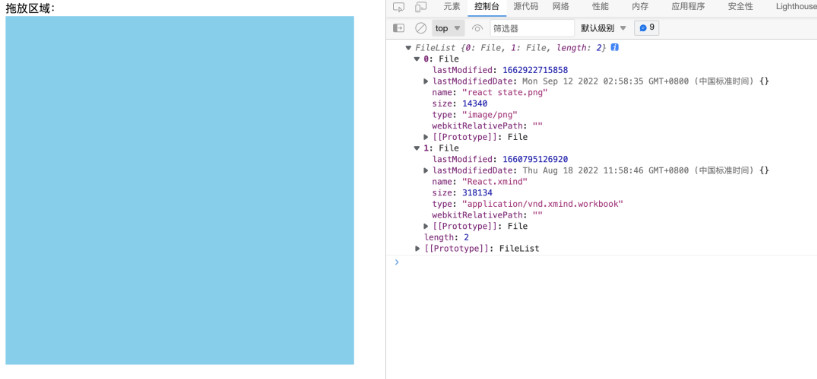 拖放区域:
元素 控制台 源代码 网络 性能 内存 应用程序 安全性 Lighthouse
top 筛选器 默认级别 9
FileList {0: File, 1: File, length: 2}
0: File
lastModified: 1662922715858
lastModifiedDate: Mon Sep 12 2022 02:58:35 GMT+0800 (中国标准时间) {}
name: "react state.png"
size: 14340
type: "image/png"
webkitRelativePath: ""
[[Prototype]]: File
1: File
lastModified: 1660795126920
lastModifiedDate: Thu Aug 18 2022 11:58:46 GMT+0800 (中国标准时间) {}
name: "React.xmind"
size: 318134
type: "application/vnd.xmind.workbook"
webkitRelativePath: ""
[[Prototype]]: File
length: 2
[[Prototype]]: FileList